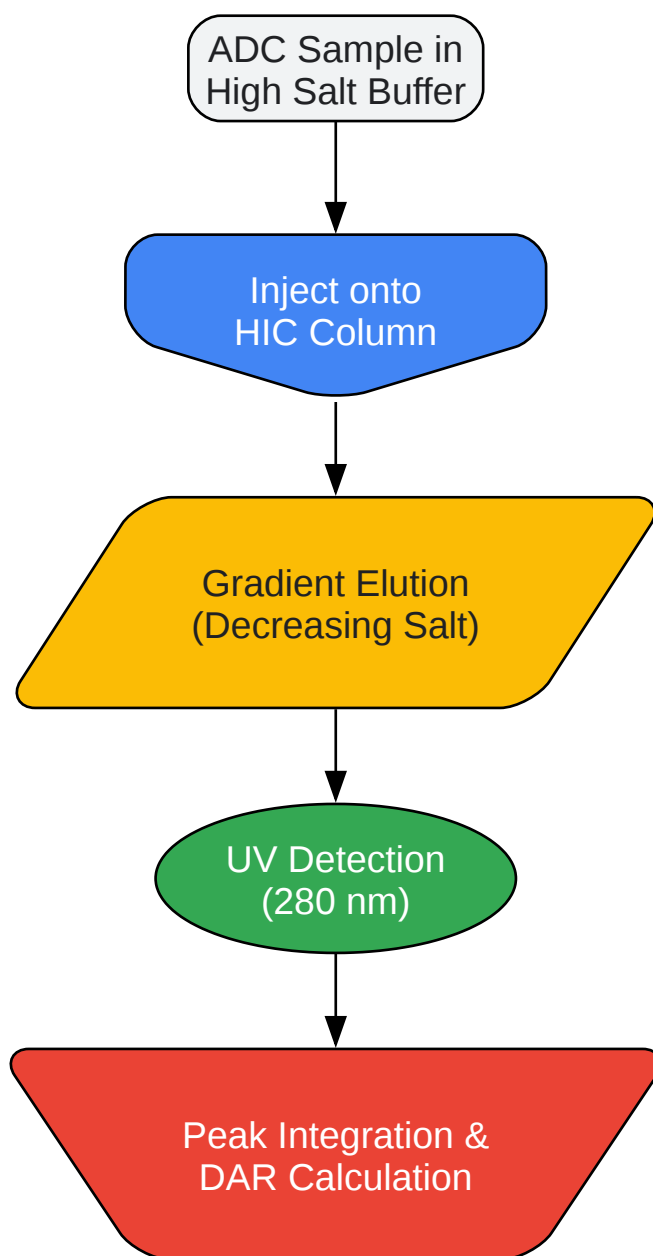 ADC Sample in
High Salt Buffer
Inject onto
HIC Column
Gradient Elution
(Decreasing Salt)
UV Detection
(280 nm)
Peak Integration &
DAR Calculation